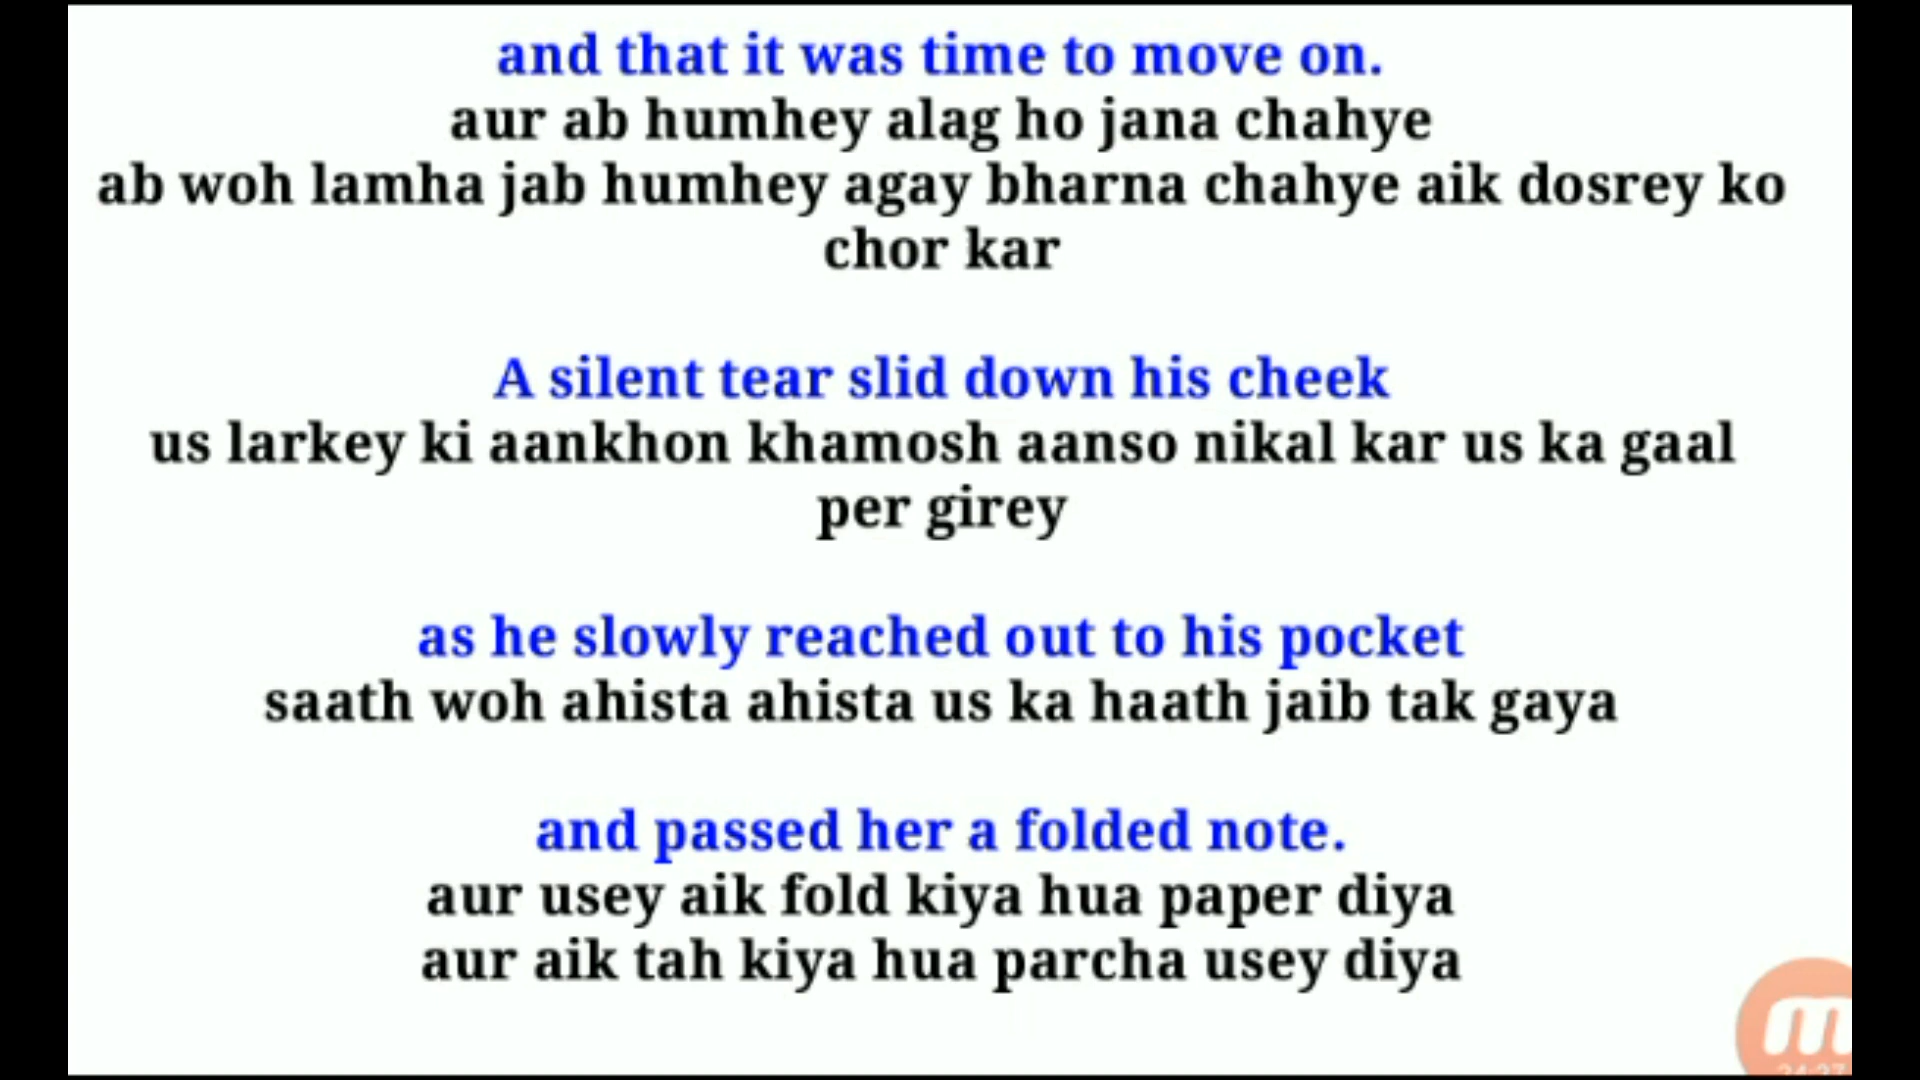 and that it was time to move on.
aur ab humhey alag ho jana chahye
ab woh lamha jab humhey agay bharna chahye aik dosrey ko
chor kar
A silent tear slid down his cheek
us larkey ki aankhon khamosh aanso nikal kar us ka gaal
per girey
as he slowly reached out to his pocket
saath woh ahista ahista us ka haath jaib tak gaya
and passed her a folded note.
aur usey aik fold kiya hua paper diya
aur aik tah kiya hua parcha usey diya
m